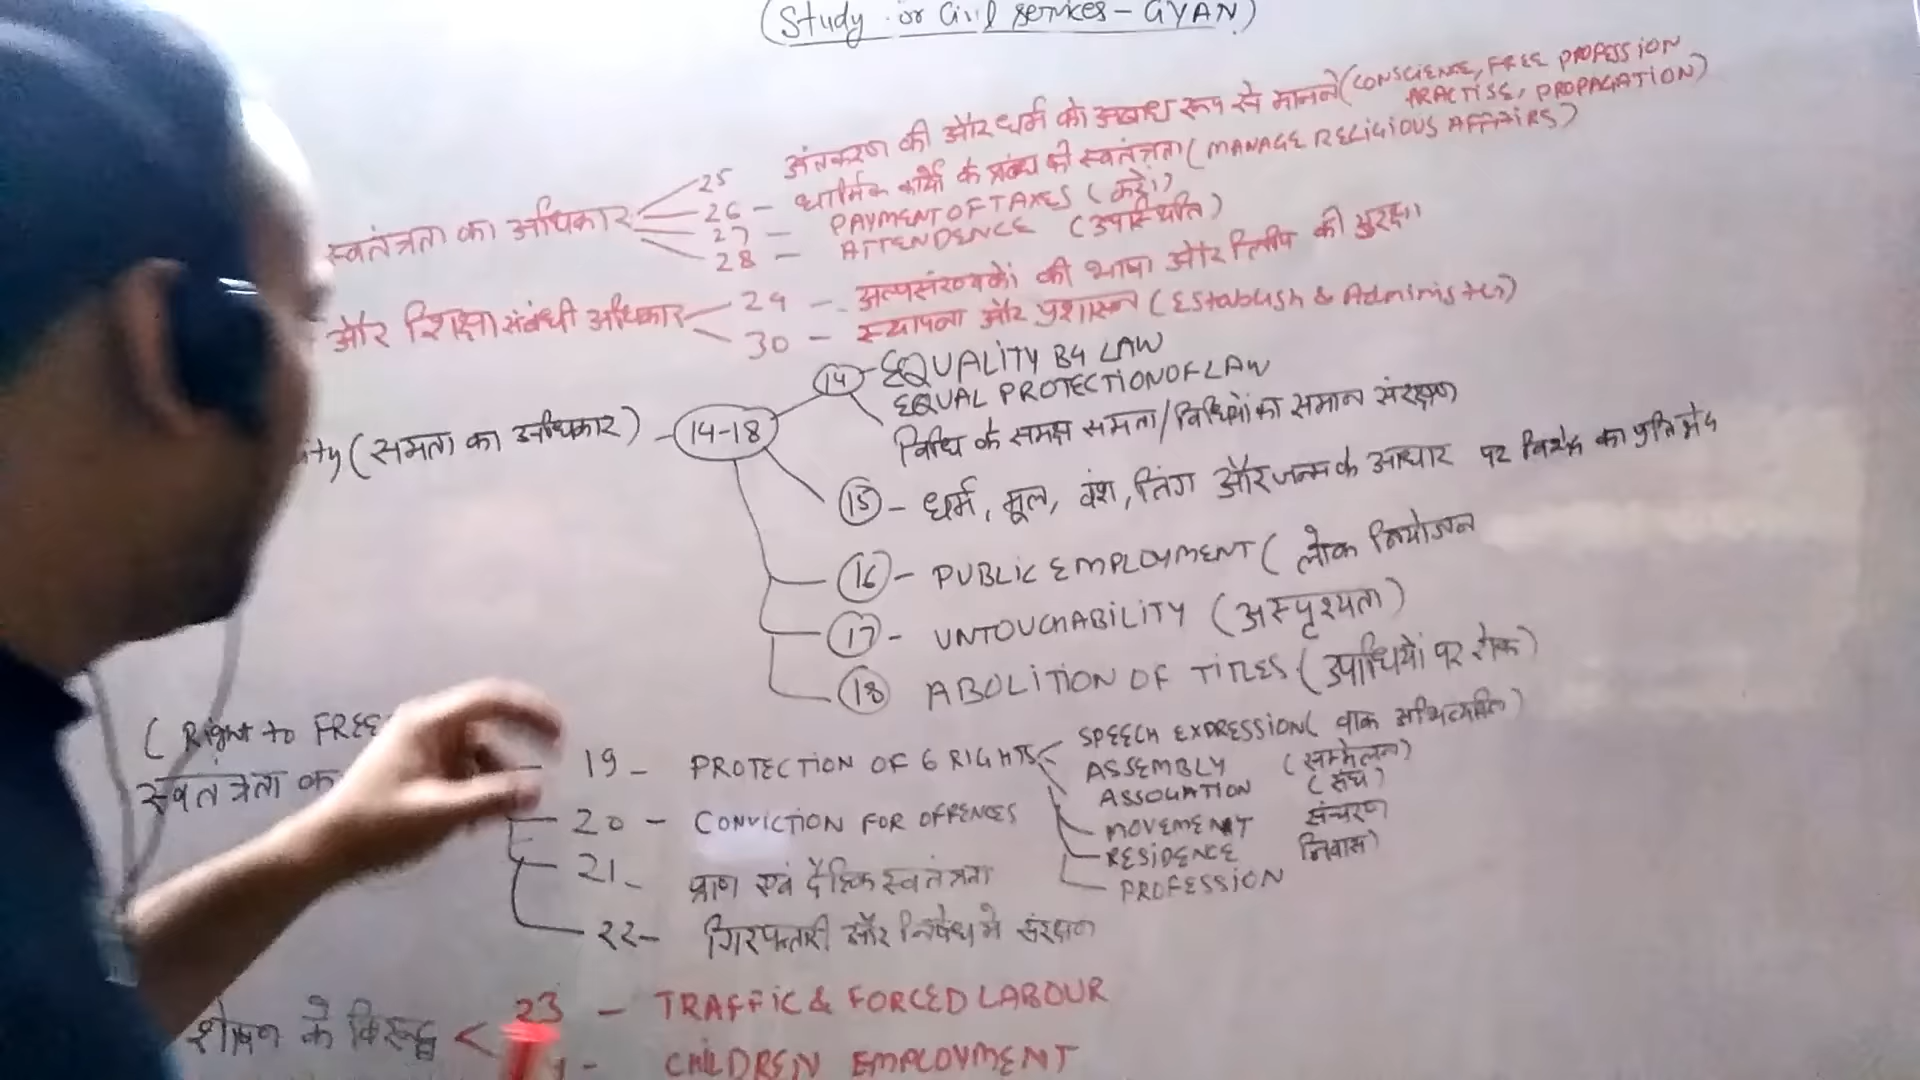 (Study or Civil Services - GYAN)
25 अंतकरण की और धर्म को अबाध रूप से मानने (CONSCIENCE, FREE PROFESSION
PRACTISE, PROPAGATION)
स्वतंत्रता का अधिकार
26 - धार्मिक कार्यो के प्रबंध की स्वतंत्रता (MANAGE RELIGIOUS AFFAIRS)
27 - PAYMENT OF TAXES (करो)
28 - ATTENDENCE (उपस्थिति)
और शिक्षा संबंधी अधिकार
29 - अल्पसंख्यकों की भाषा और लिपि की सुरक्षा
30 - स्थापना और प्रशासन (Establish & Administer)
ity (समता का अधिकार) - 14-18
14 - EQUALITY BY LAW
EQUAL PROTECTION OF LAW
विधि के समक्ष समता/विधियों का समान संरक्षण
15 - धर्म, मूल, वंश, लिंग और जन्म के आधार पर का
16 - PUBLIC EMPLOYMENT (लोक नियोजन
17 - UNTOUCHABILITY (अस्पृश्यता)
18 ABOLITION OF TITLES (उपाधियों पर रोक)
(Right to FREE
स्वतंत्रता का
19 - PROTECTION OF 6 RIGHTS
SPEECH EXPRESSION (वाक अभिव्यक्ति)
ASSEMBLY (सम्मेलन)
ASSOCIATION (संघ)
MOVEMENT संचरण
RESIDENCE निवास)
PROFESSION
20 - CONVICTION FOR OFFENCES
21 - प्राण एवं दैहिक स्वतंत्रता
22 - गिरफ्तारी और निषेध मे संरक्षण
शोषण के विरूद्ध < 23 - TRAFFIC & FORCED LABOUR
- CHILDREN EMPLOYMENT